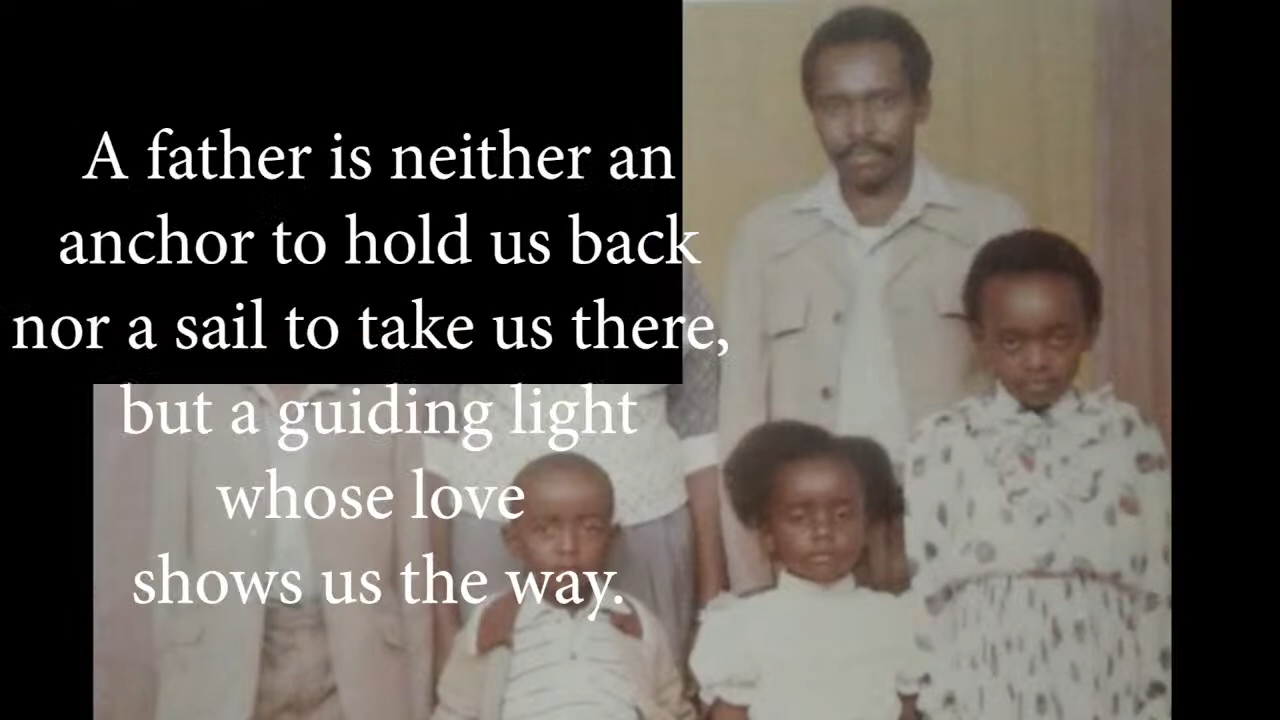 A father is neither an
anchor to hold us back
nor a sail to take us there,
but a guiding light
whose love
shows us the way.